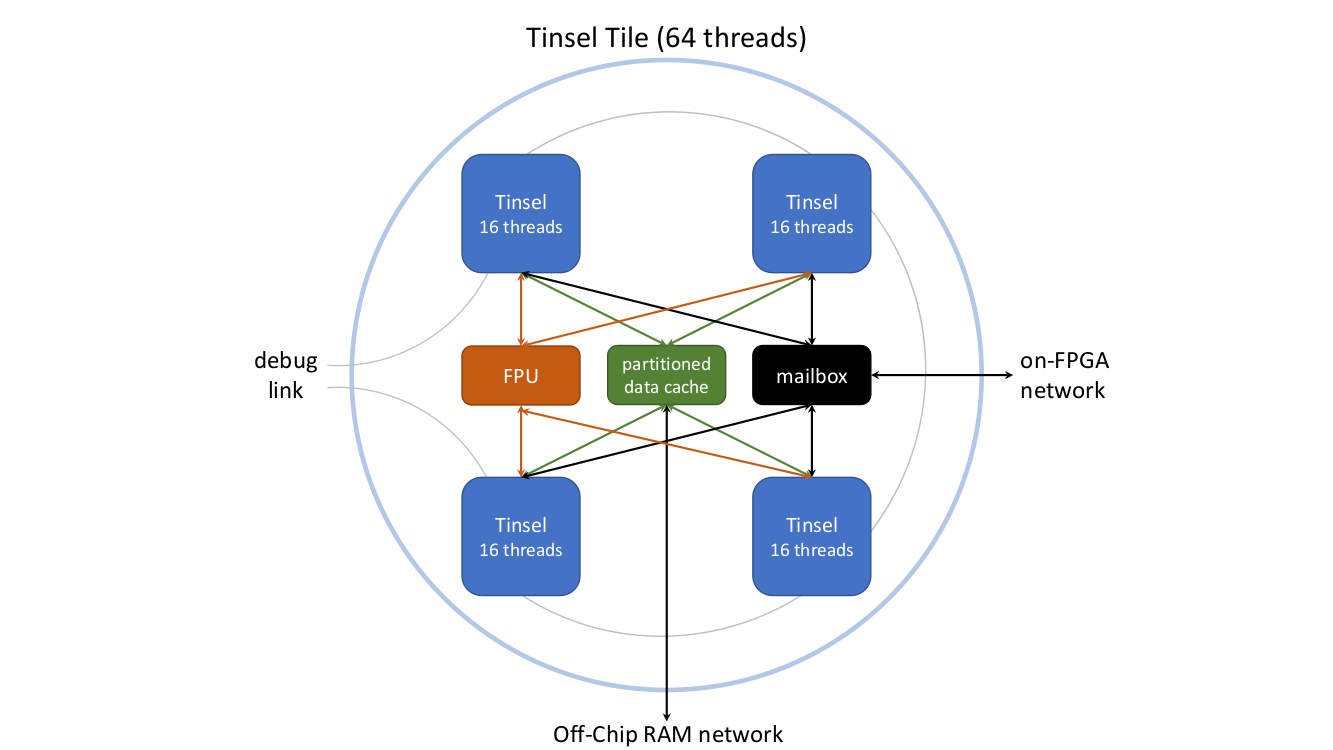 Tinsel Tile (64 threads)
Tinsel
16 threads
Tinsel
16 threads
debug
link
FPU
partitioned
data cache
mailbox
on-FPGA
network
Tinsel
16 threads
Tinsel
16 threads
Off-Chip RAM network